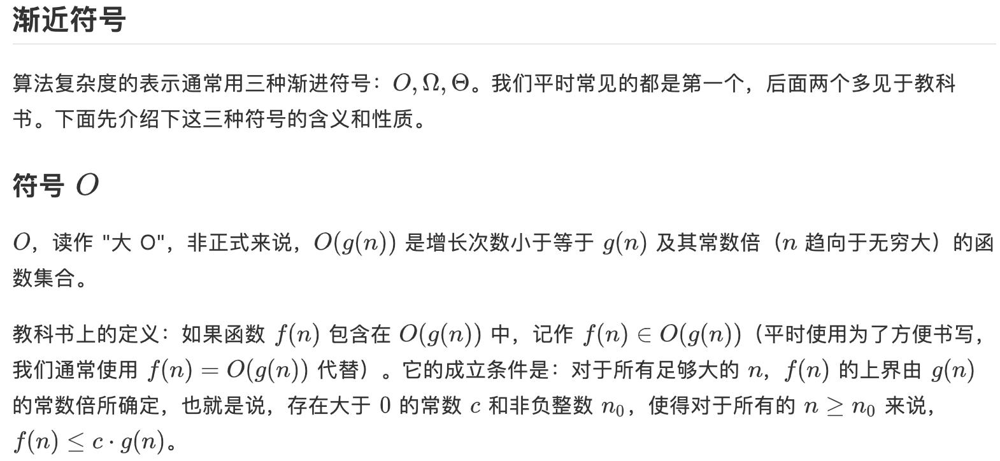 渐近符号
算法复杂度的表示通常用三种渐进符号：O, Ω, Θ。我们平时常见的都是第一个，后面两个多见于教科
书。下面先介绍下这三种符号的含义和性质。
符号 O
O，读作 "大 O"，非正式来说，O(g(n)) 是增长次数小于等于 g(n) 及其常数倍（n 趋向于无穷大）的函
数集合。
教科书上的定义：如果函数 f(n) 包含在 O(g(n)) 中，记作 f(n) ∈ O(g(n))（平时使用为了方便书写，
我们通常使用 f(n) = O(g(n)) 代替）。它的成立条件是：对于所有足够大的 n，f(n) 的上界由 g(n)
的常数倍所确定，也就是说，存在大于 0 的常数 c 和非负整数 n₀，使得对于所有的 n ≥ n₀ 来说，
f(n) ≤ c · g(n)。